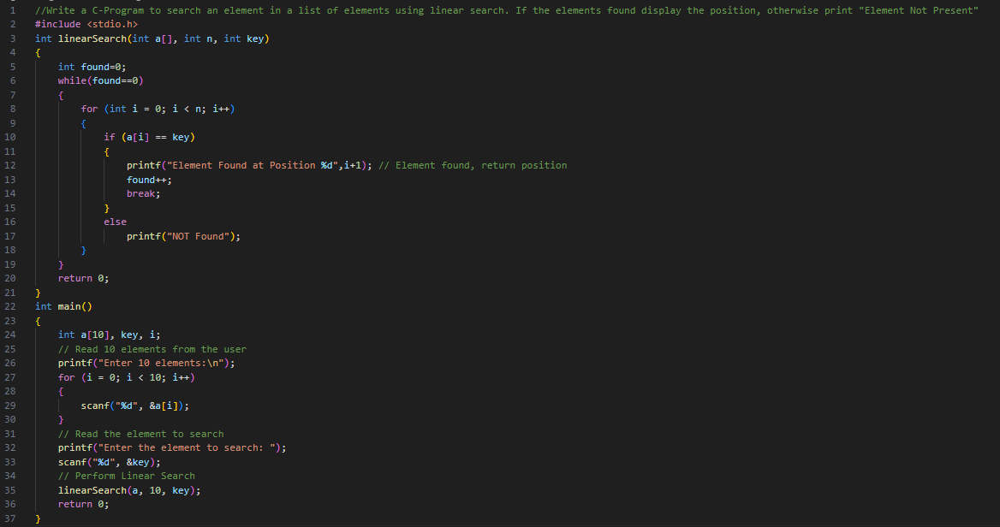 1 //Write a C-Program to search an element in a list of elements using linear search. If the elements found display the position, otherwise print "Element Not Present"
2 #include <stdio.h>
3 int linearSearch(int a[], int n, int key)
4 {
5     int found=0;
6     while(found==0)
7     {
8         for (int i = 0; i < n; i++)
9         {
10             if (a[i] == key)
11             {
12                 printf("Element Found at Position %d",i+1); // Element found, return position
13                 found++;
14                 break;
15             }
16             else
17                 printf("NOT Found");
18         }
19     }
20     return 0;
21 }
22 int main()
23 {
24     int a[10], key, i;
25     // Read 10 elements from the user
26     printf("Enter 10 elements:\n");
27     for (i = 0; i < 10; i++)
28     {
29         scanf("%d", &a[i]);
30     }
31     // Read the element to search
32     printf("Enter the element to search: ");
33     scanf("%d", &key);
34     // Perform Linear Search
35     linearSearch(a, 10, key);
36     return 0;
37 }